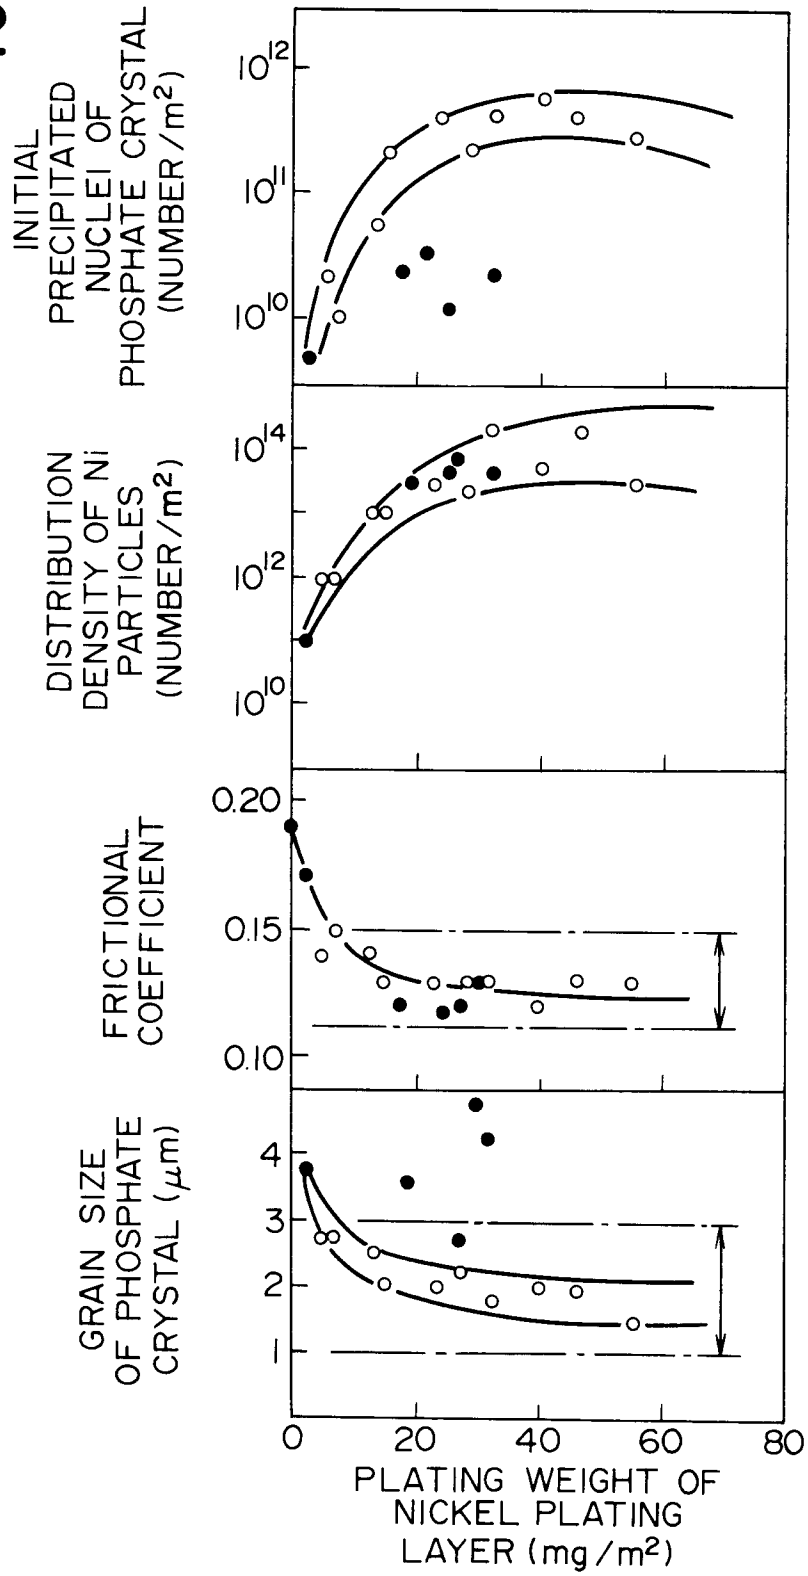 INITIAL
PRECIPITATED
NUCLEI OF
PHOSPHATE CRYSTAL
(NUMBER/m²)
10¹²
10¹¹
10¹⁰
DISTRIBUTION
DENSITY OF Ni
PARTICLES
(NUMBER/m²)
10¹⁴
10¹²
10¹⁰
FRICTIONAL
COEFFICIENT
0.20
0.15
0.10
GRAIN SIZE
OF PHOSPHATE
CRYSTAL (μm)
4
3
2
1
0 20 40 60 80
PLATING WEIGHT OF
NICKEL PLATING
LAYER (mg/m²)